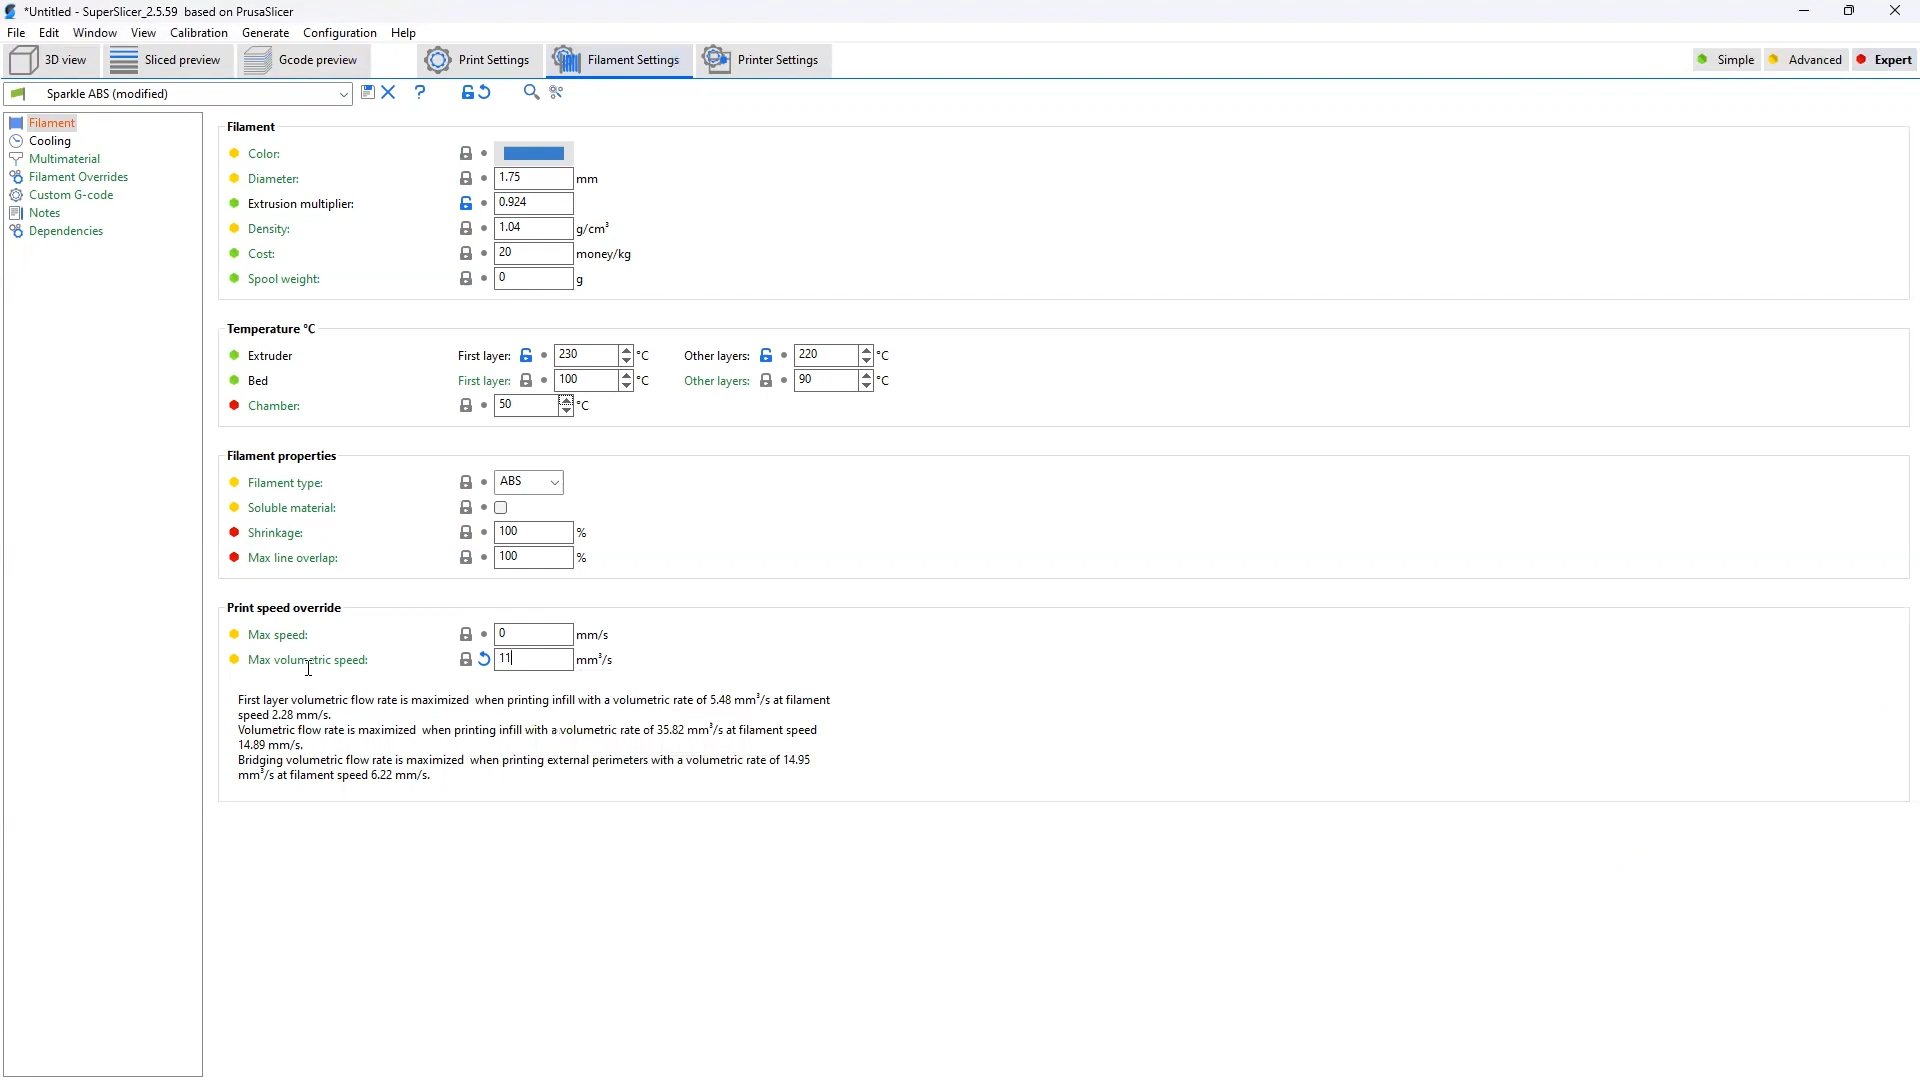 *Untitled - SuperSlicer_2.5.59 based on PrusaSlicer
File Edit Window View Calibration Generate Configuration Help
3D view Sliced preview Gcode preview Print Settings Filament Settings Printer Settings Simple Advanced Expert
Sparkle ABS (modified) ?
Filament
Cooling
Multimaterial
Filament Overrides
Custom G-code
Notes
Dependencies
Filament
Color:
Diameter: 1.75 mm
Extrusion multiplier: 0.924
Density: 1.04 g/cm³
Cost: 20 money/kg
Spool weight: 0 g
Temperature °C
Extruder First layer: 230 °C Other layers: 220 °C
Bed First layer: 100 °C Other layers: 90 °C
Chamber: 50 °C
Filament properties
Filament type: ABS
Soluble material:
Shrinkage: 100 %
Max line overlap: 100 %
Print speed override
Max speed: 0 mm/s
Max volumetric speed: 11 mm³/s
First layer volumetric flow rate is maximized when printing infill with a volumetric rate of 5.48 mm³/s at filament
speed 2.28 mm/s.
Volumetric flow rate is maximized when printing infill with a volumetric rate of 35.82 mm³/s at filament speed
14.89 mm/s.
Bridging volumetric flow rate is maximized when printing external perimeters with a volumetric rate of 14.95
mm³/s at filament speed 6.22 mm/s.